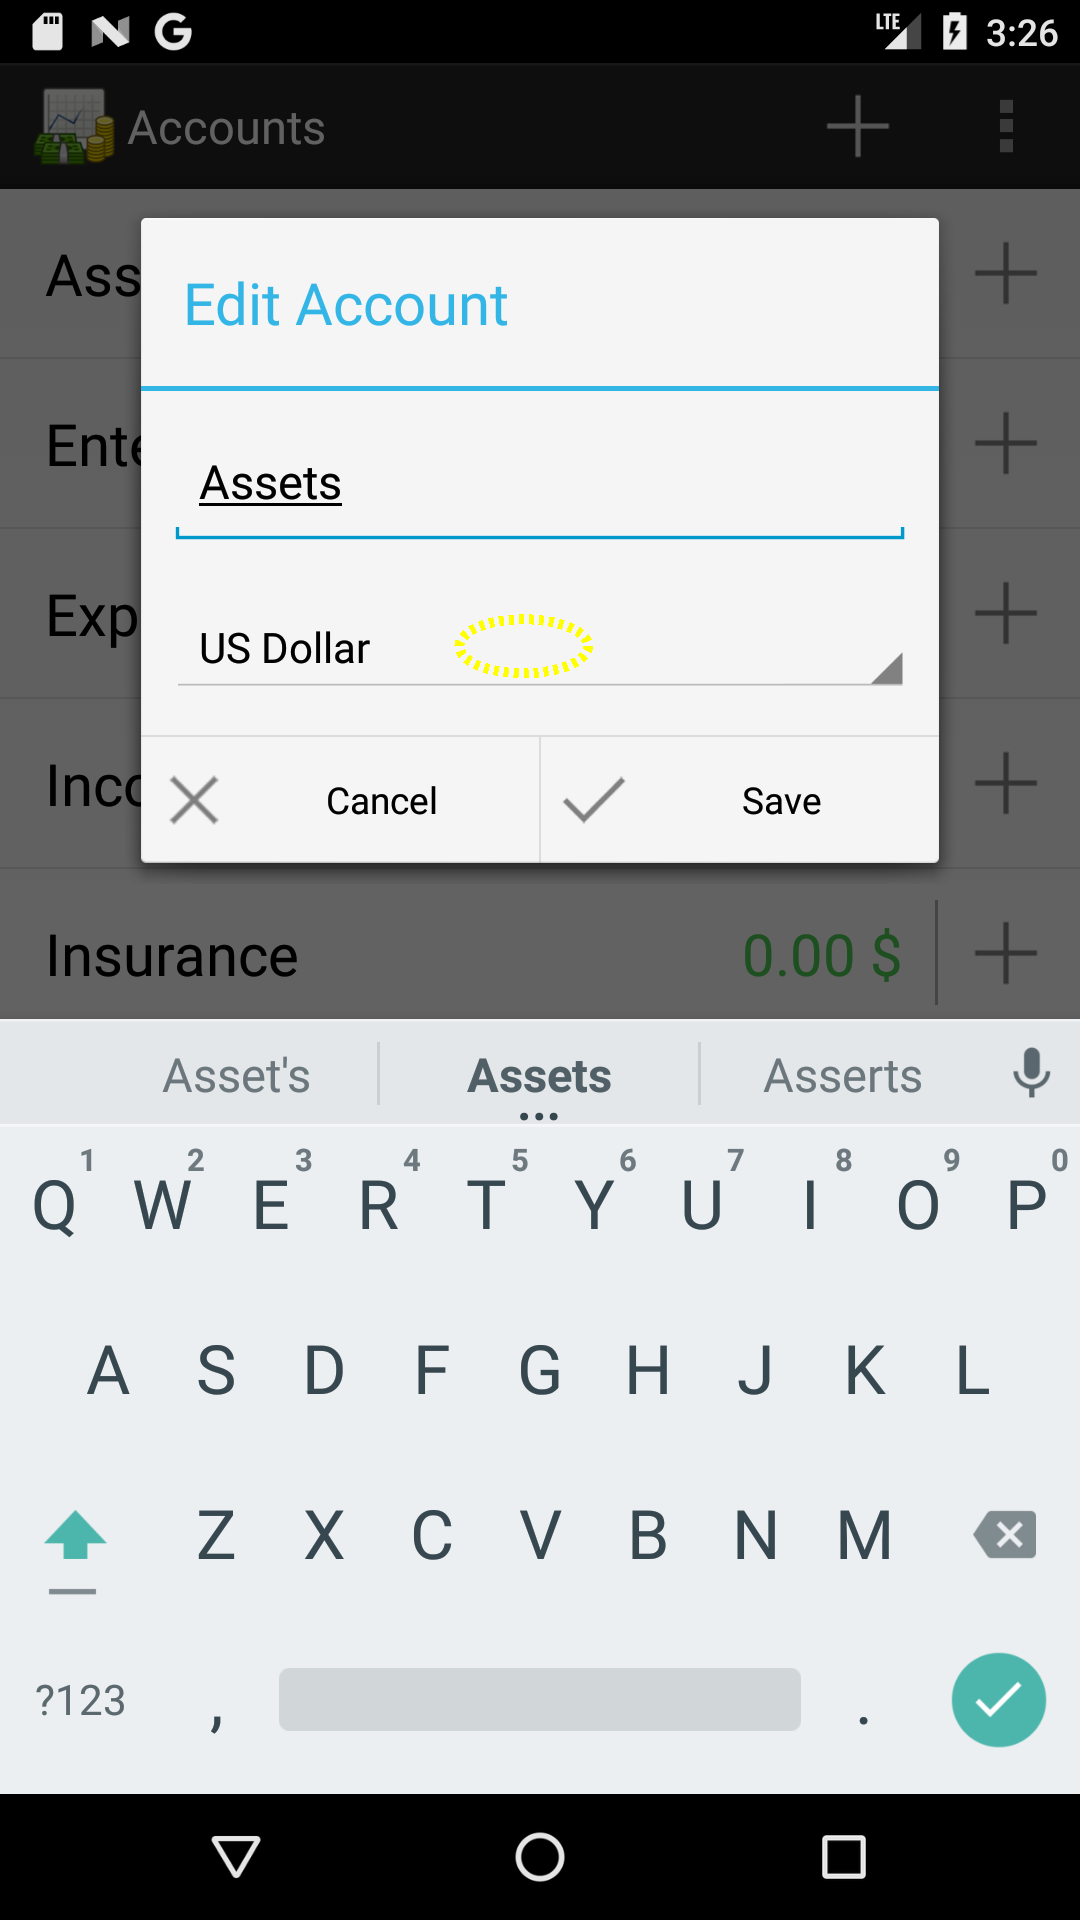 LTE 3:26
Accounts
Ass
Edit Account
Ente
Assets
Exp
US Dollar
Inco
Cancel Save
Insurance 0.00 $
Asset's Assets Asserts
1 2 3 4 5 6 7 8 9 0
Q W E R T Y U I O P
A S D F G H J K L
Z X C V B N M
?123 , .